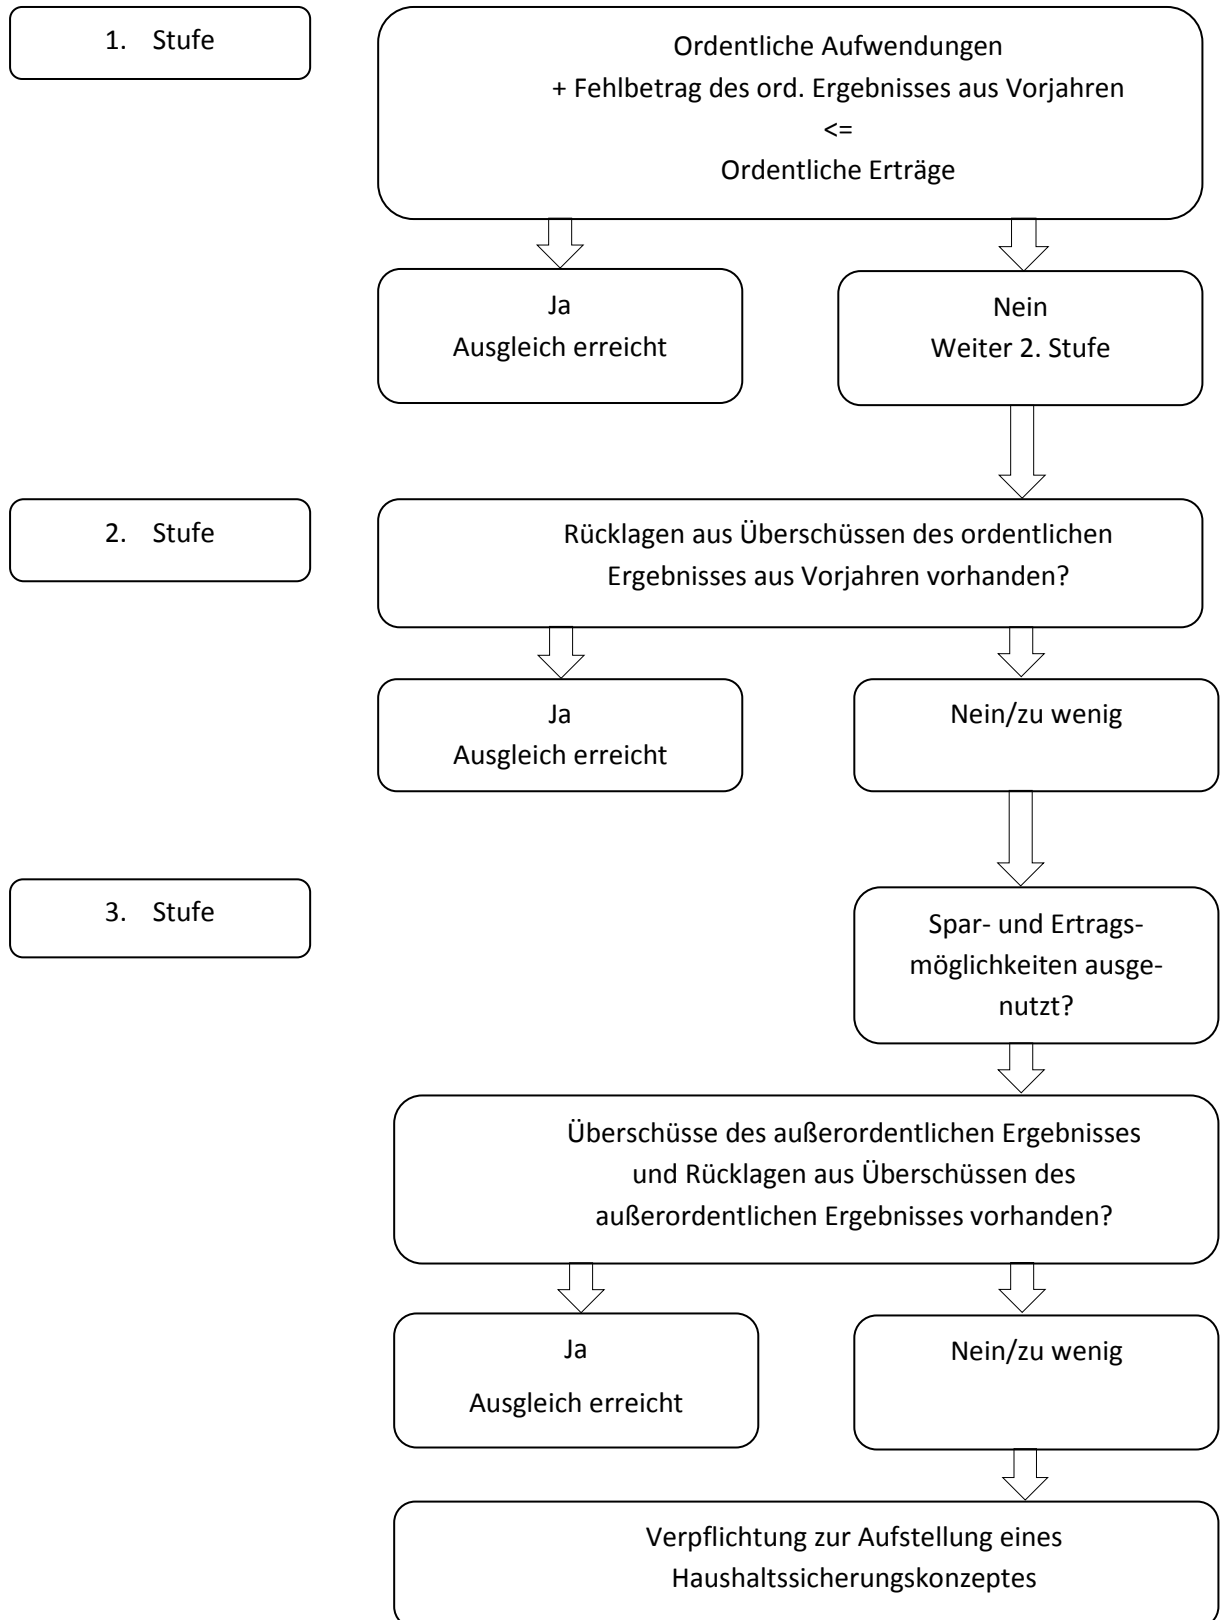 1. Stufe
Ordentliche Aufwendungen
+ Fehlbetrag des ord. Ergebnisses aus Vorjahren
<=
Ordentliche Erträge
Ja
Ausgleich erreicht
Nein
Weiter 2. Stufe
2. Stufe
Rücklagen aus Überschüssen des ordentlichen
Ergebnisses aus Vorjahren vorhanden?
Ja
Ausgleich erreicht
Nein/zu wenig
3. Stufe
Spar- und Ertrags-
möglichkeiten ausge-
nutzt?
Überschüsse des außerordentlichen Ergebnisses
und Rücklagen aus Überschüssen des
außerordentlichen Ergebnisses vorhanden?
Ja
Ausgleich erreicht
Nein/zu wenig
Verpflichtung zur Aufstellung eines
Haushaltssicherungskonzeptes